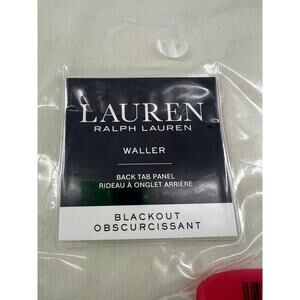 LAUREN
RALPH LAUREN
WALLER
BACK TAB PANEL
RIDEAU À ONGLET ARRIÈRE
BLACKOUT
OBSCURCISSANT